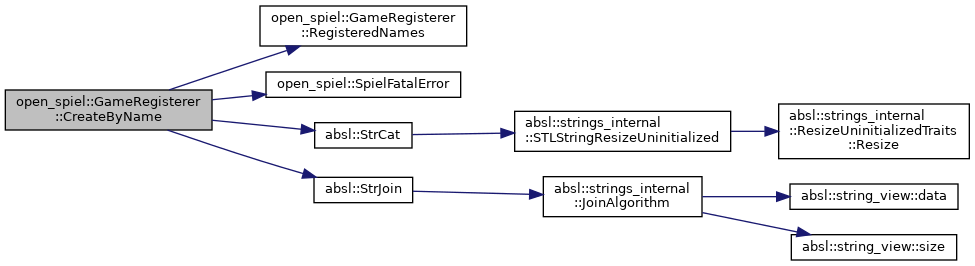 open_spiel::GameRegisterer
::CreateByName
open_spiel::GameRegisterer
::RegisteredNames
open_spiel::SpielFatalError
absl::StrCat
absl::StrJoin
absl::strings_internal
::STLStringResizeUninitialized
absl::strings_internal
::JoinAlgorithm
absl::strings_internal
::ResizeUninitializedTraits
::Resize
absl::string_view::data
absl::string_view::size